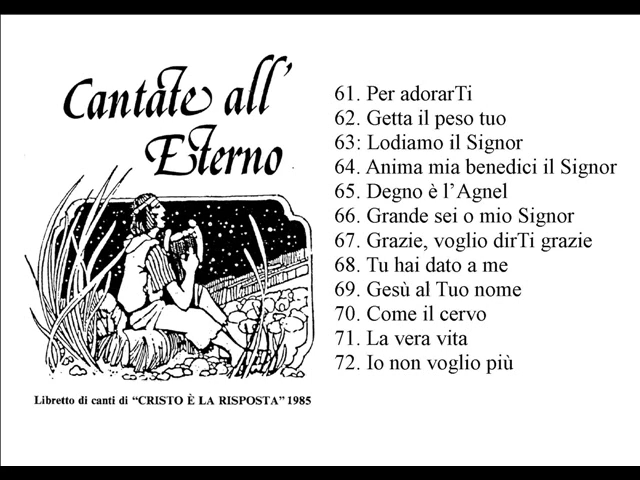 Cantate all'
Eterno
Libretto di canti di “CRISTO È LA RISPOSTA” 1985
61. Per adorarTi
62. Getta il peso tuo
63: Lodiamo il Signor
64. Anima mia benedici il Signor
65. Degno è l’Agnel
66. Grande sei o mio Signor
67. Grazie, voglio dirTi grazie
68. Tu hai dato a me
69. Gesù al Tuo nome
70. Come il cervo
71. La vera vita
72. Io non voglio più